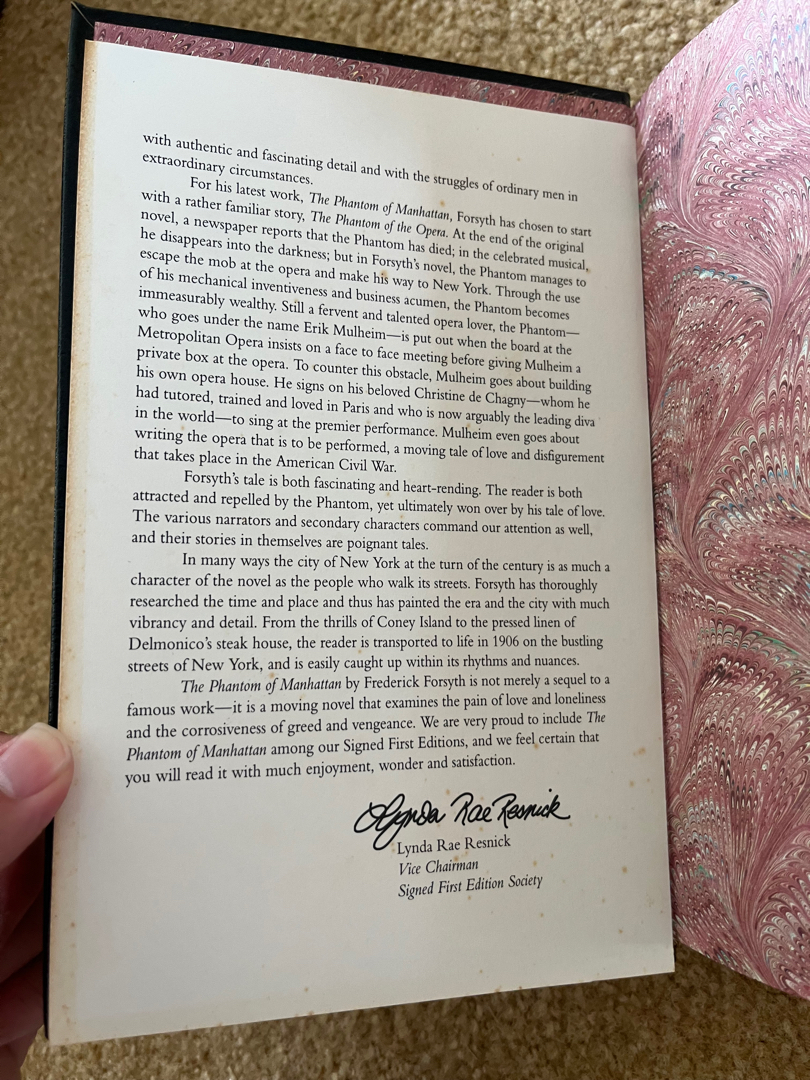 with authentic and fascinating detail and with the struggles of ordinary men in
extraordinary circumstances.
For his latest work, The Phantom of Manhattan, Forsyth has chosen to start
with a rather familiar story, The Phantom of the Opera. At the end of the original
novel, a newspaper reports that the Phantom has died; in the celebrated musical,
he disappears into the darkness; but in Forsyth's novel, the Phantom manages to
escape the mob at the opera and make his way to New York. Through the use
of his mechanical inventiveness and business acumen, the Phantom becomes
immeasurably wealthy. Still a fervent and talented opera lover, the Phantom—
who goes under the name Erik Mulheim—is put out when the board at the
Metropolitan Opera insists on a face to face meeting before giving Mulheim a
private box at the opera. To counter this obstacle, Mulheim goes about building
his own opera house. He signs on his beloved Christine de Chagny—whom he
had tutored, trained and loved in Paris and who is now arguably the leading diva
in the world—to sing at the premier performance. Mulheim even goes about
writing the opera that is to be performed, a moving tale of love and disfigurement
that takes place in the American Civil War.
Forsyth's tale is both fascinating and heart-rending. The reader is both
attracted and repelled by the Phantom, yet ultimately won over by his tale of love.
The various narrators and secondary characters command our attention as well,
and their stories in themselves are poignant tales.
In many ways the city of New York at the turn of the century is as much a
character of the novel as the people who walk its streets. Forsyth has thoroughly
researched the time and place and thus has painted the era and the city with much
vibrancy and detail. From the thrills of Coney Island to the pressed linen of
Delmonico's steak house, the reader is transported to life in 1906 on the bustling
streets of New York, and is easily caught up within its rhythms and nuances.
The Phantom of Manhattan by Frederick Forsyth is not merely a sequel to a
famous work—it is a moving novel that examines the pain of love and loneliness
and the corrosiveness of greed and vengeance. We are very proud to include The
Phantom of Manhattan among our Signed First Editions, and we feel certain that
you will read it with much enjoyment, wonder and satisfaction.
Lynda Rae Resnick
Lynda Rae Resnick
Vice Chairman
Signed First Edition Society